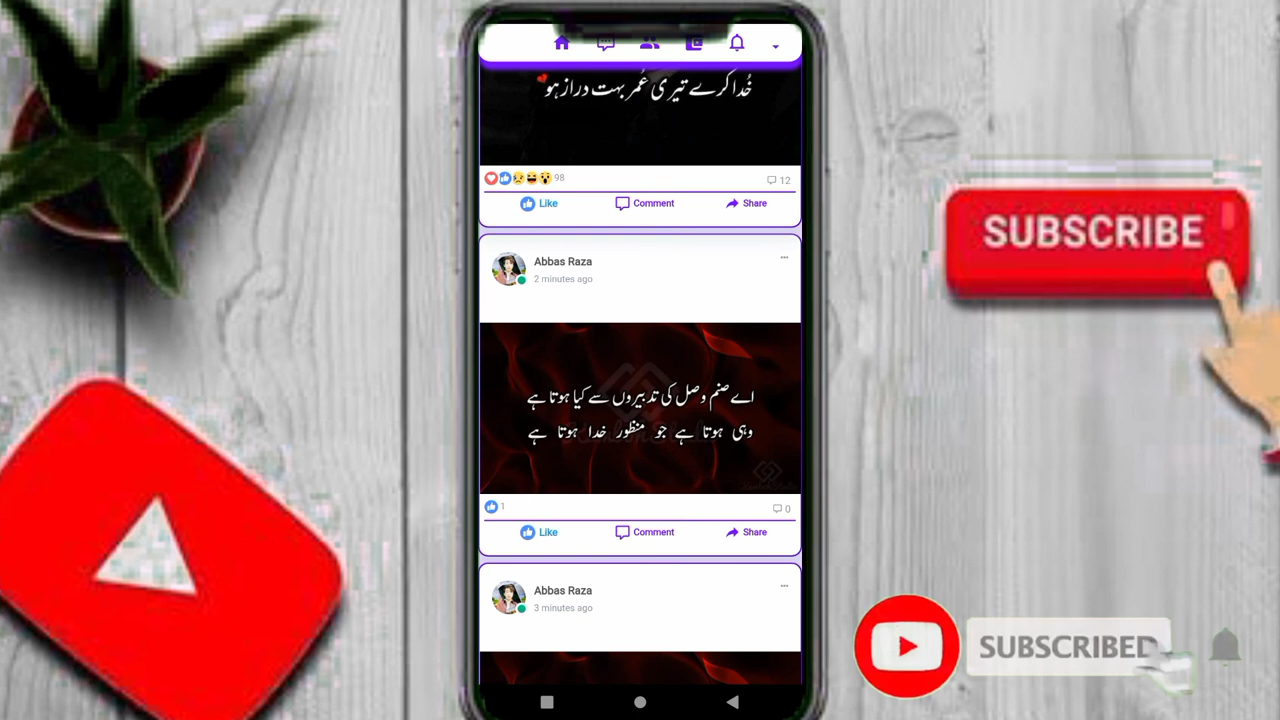 خُدا کرے تیری عُمر بہت دراز ہو
98
12
Like
Comment
Share
Abbas Raza
2 minutes ago
اے صنم وصل کی تدبیروں سے کیا ہوتا ہے
وہی ہوتا ہے جو منظور خدا ہوتا ہے
1
0
Like
Comment
Share
Abbas Raza
3 minutes ago
SUBSCRIBE
SUBSCRIBED